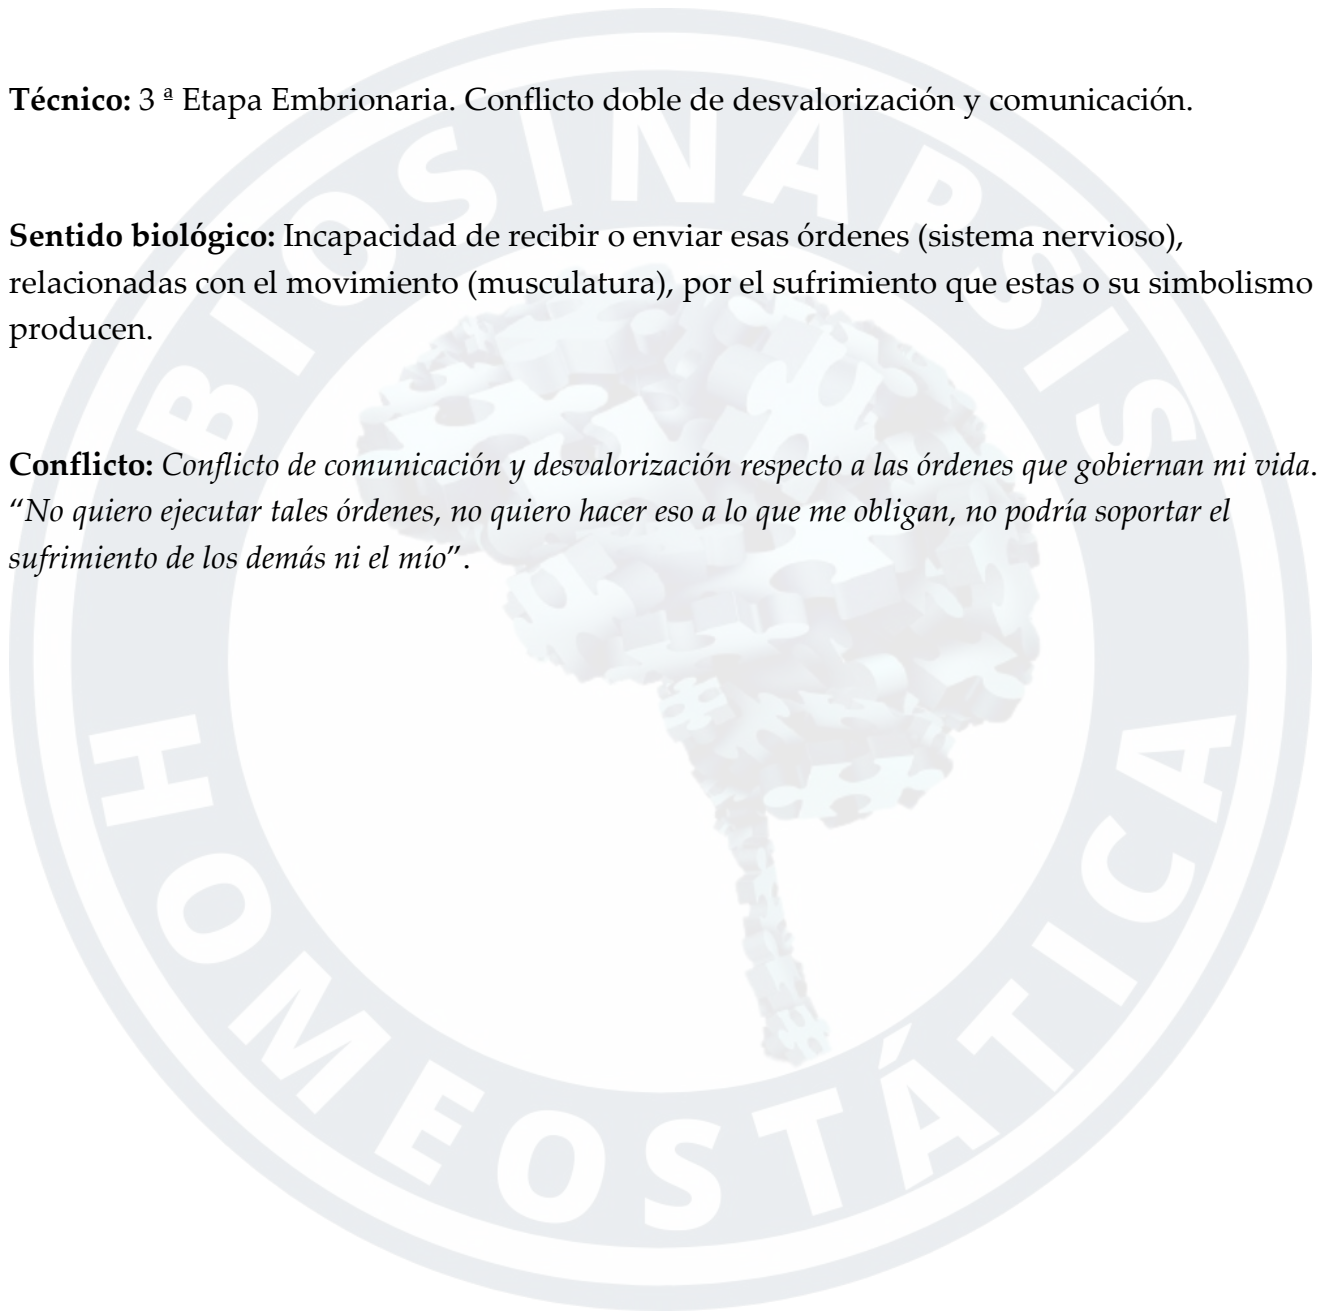 Técnico: 3 ª Etapa Embrionaria. Conflicto doble de desvalorización y comunicación.
Sentido biológico: Incapacidad de recibir o enviar esas órdenes (sistema nervioso),
relacionadas con el movimiento (musculatura), por el sufrimiento que estas o su simbolismo
producen.
Conflicto: Conflicto de comunicación y desvalorización respecto a las órdenes que gobiernan mi vida.
“No quiero ejecutar tales órdenes, no quiero hacer eso a lo que me obligan, no podría soportar el
sufrimiento de los demás ni el mío”.
BIOSINAPSIS
HOMEOSTÁTICA